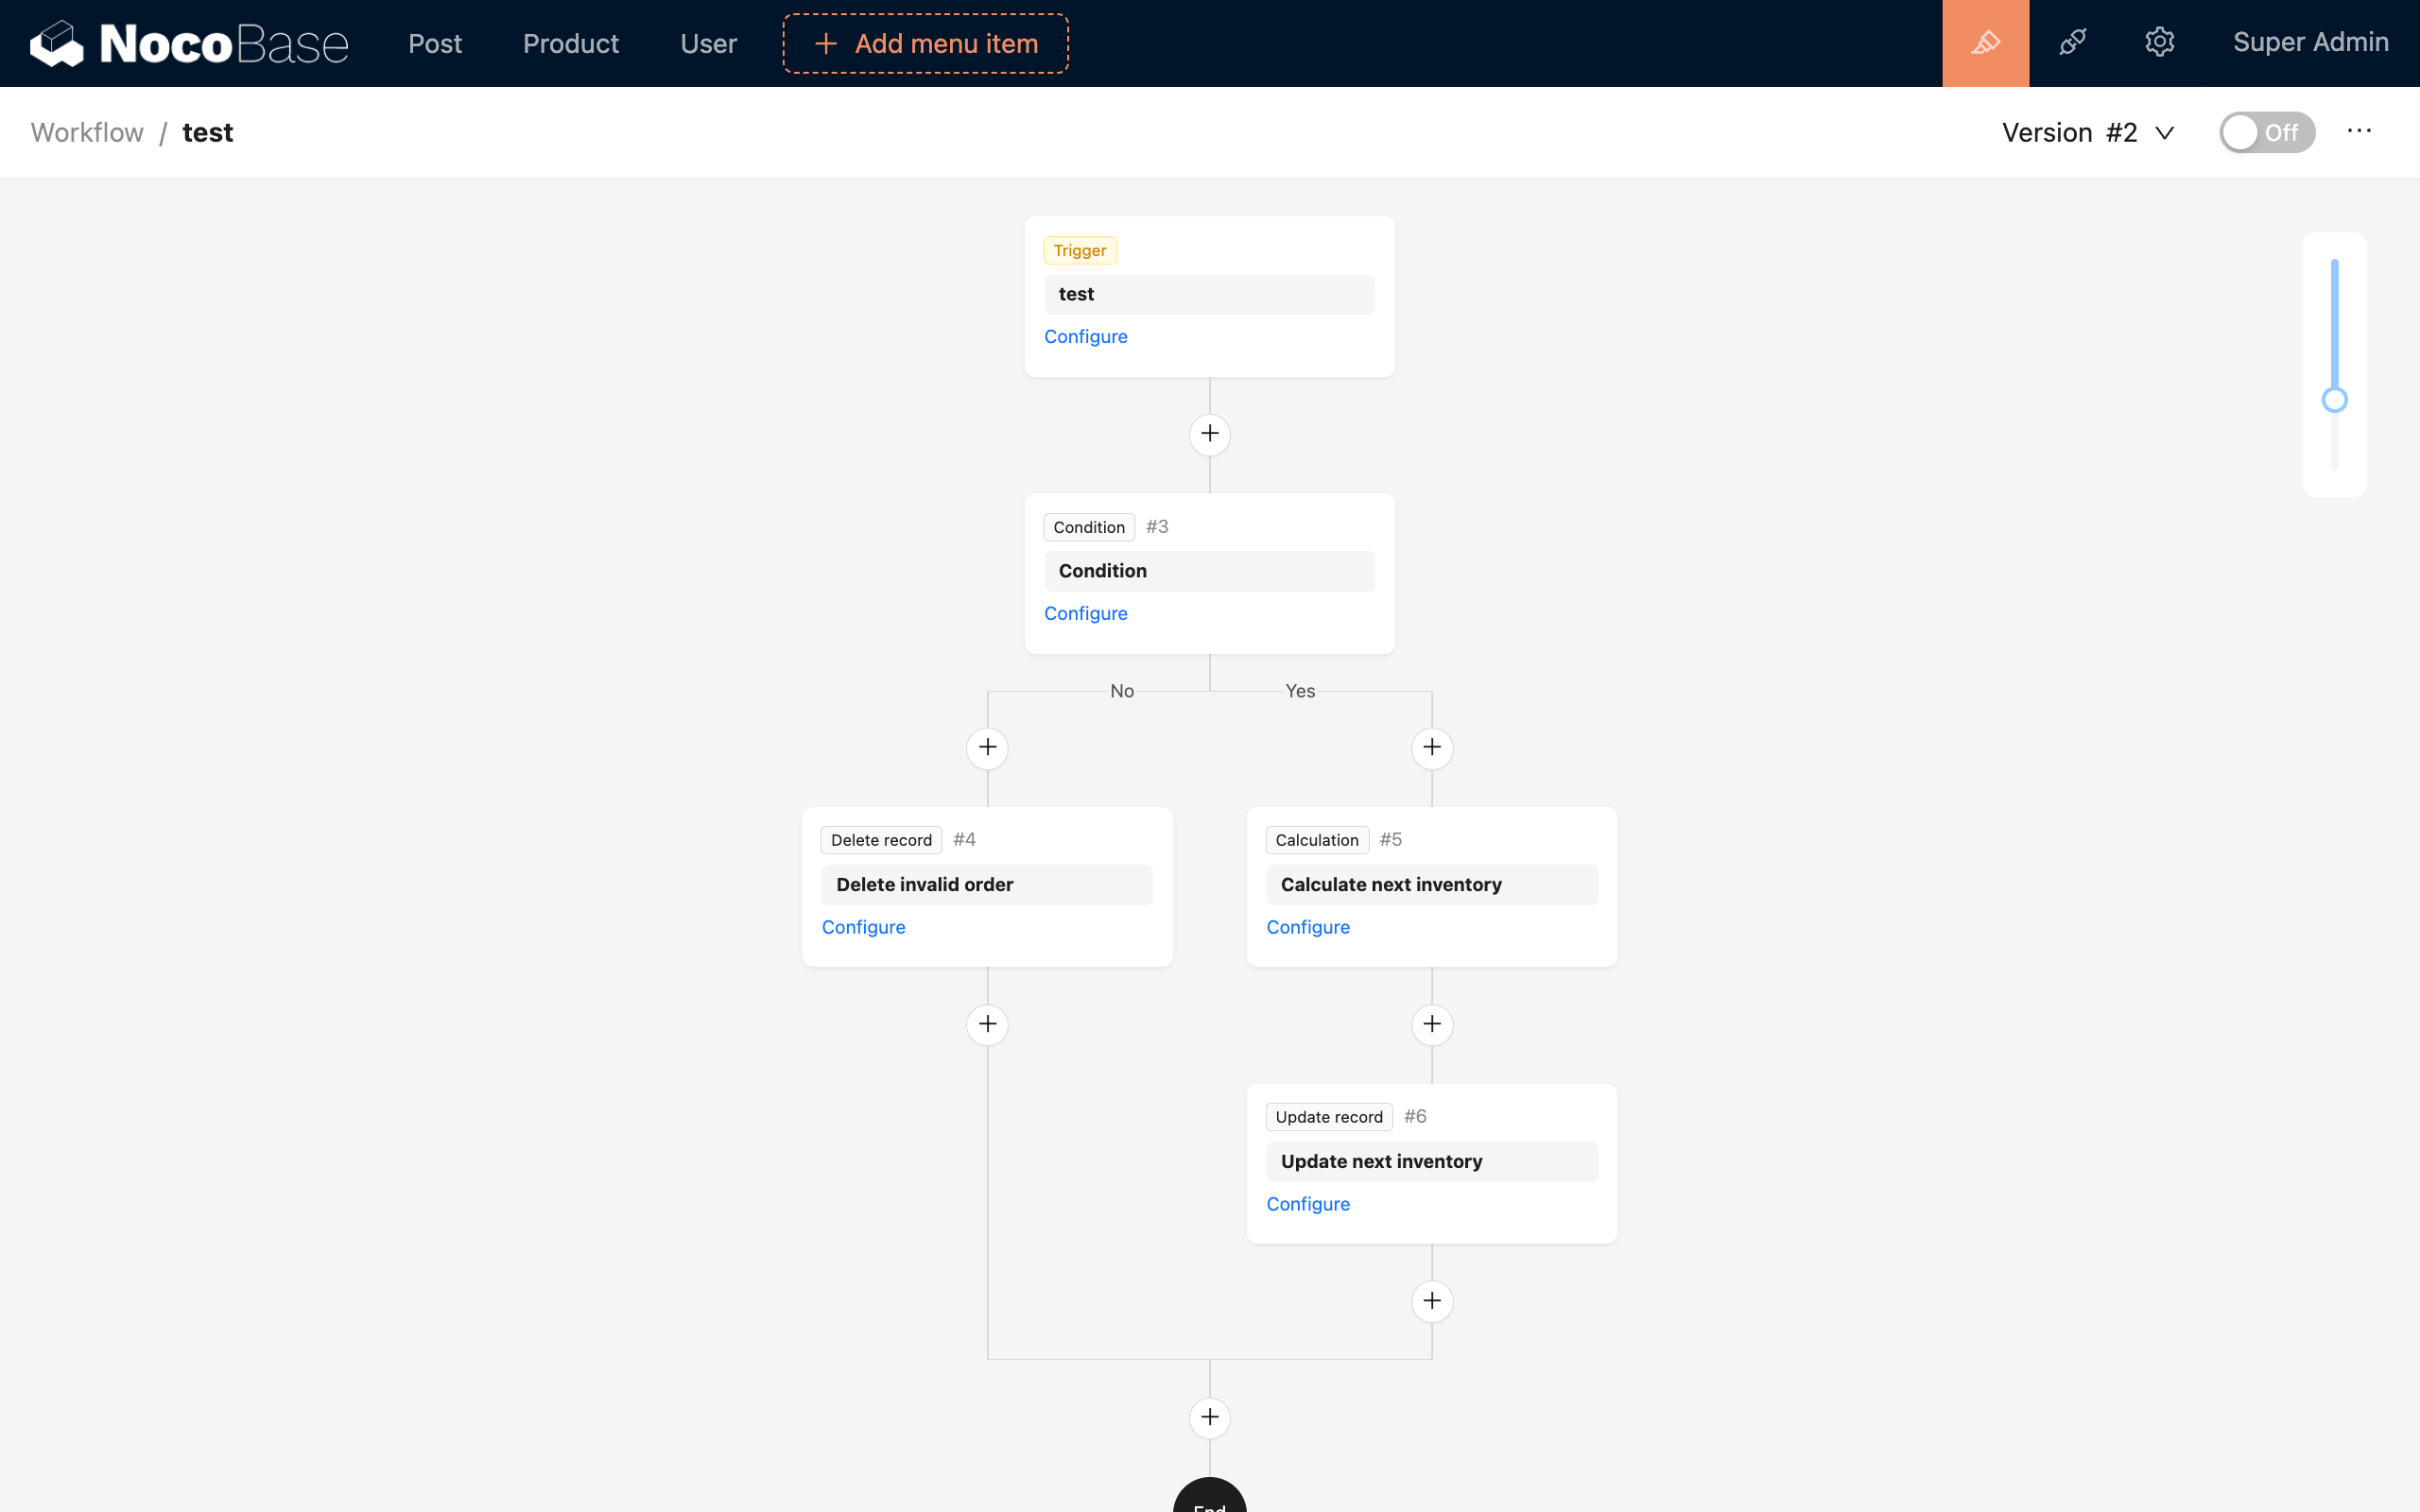 NocoBase Post Product User + Add menu item Super Admin
Workflow / test Version #2 Off ...
Trigger
test
Configure
Condition #3
Condition
Configure
No Yes
Delete record #4 Calculation #5
Delete invalid order Calculate next inventory
Configure Configure
Update record #6
Update next inventory
Configure
End